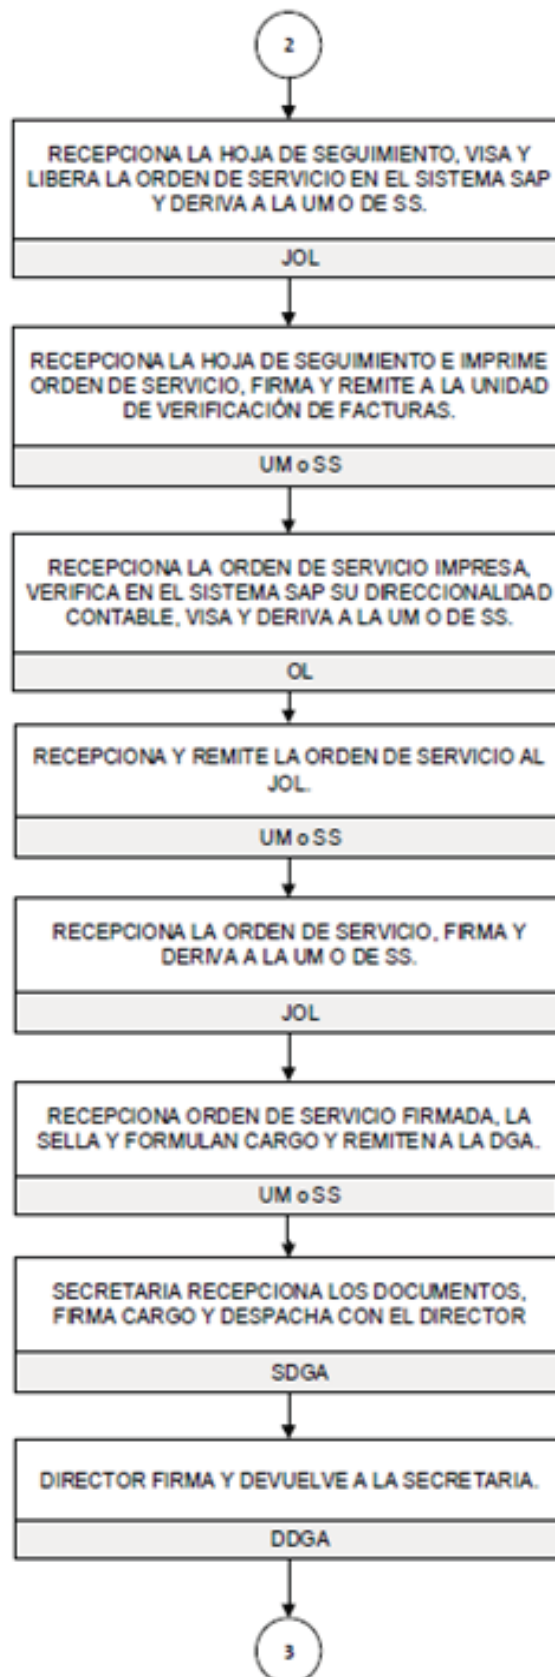 2
RECEPCIONA LA HOJA DE SEGUIMIENTO, VISA Y
LIBERA LA ORDEN DE SERVICIO EN EL SISTEMA SAP
Y DERIVA A LA UM O DE SS.
JOL
RECEPCIONA LA HOJA DE SEGUIMIENTO E IMPRIME
ORDEN DE SERVICIO, FIRMA Y REMITE A LA UNIDAD
DE VERIFICACIÓN DE FACTURAS.
UM o SS
RECEPCIONA LA ORDEN DE SERVICIO IMPRESA,
VERIFICA EN EL SISTEMA SAP SU DIRECCIONALIDAD
CONTABLE, VISA Y DERIVA A LA UM O DE SS.
OL
RECEPCIONA Y REMITE LA ORDEN DE SERVICIO AL
JOL.
UM o SS
RECEPCIONA LA ORDEN DE SERVICIO, FIRMA Y
DERIVA A LA UM O DE SS.
JOL
RECEPCIONA ORDEN DE SERVICIO FIRMADA, LA
SELLA Y FORMULAN CARGO Y REMITEN A LA DGA.
UM o SS
SECRETARIA RECEPCIONA LOS DOCUMENTOS,
FIRMA CARGO Y DESPACHA CON EL DIRECTOR
SDGA
DIRECTOR FIRMA Y DEVUELVE A LA SECRETARIA.
DDGA
3